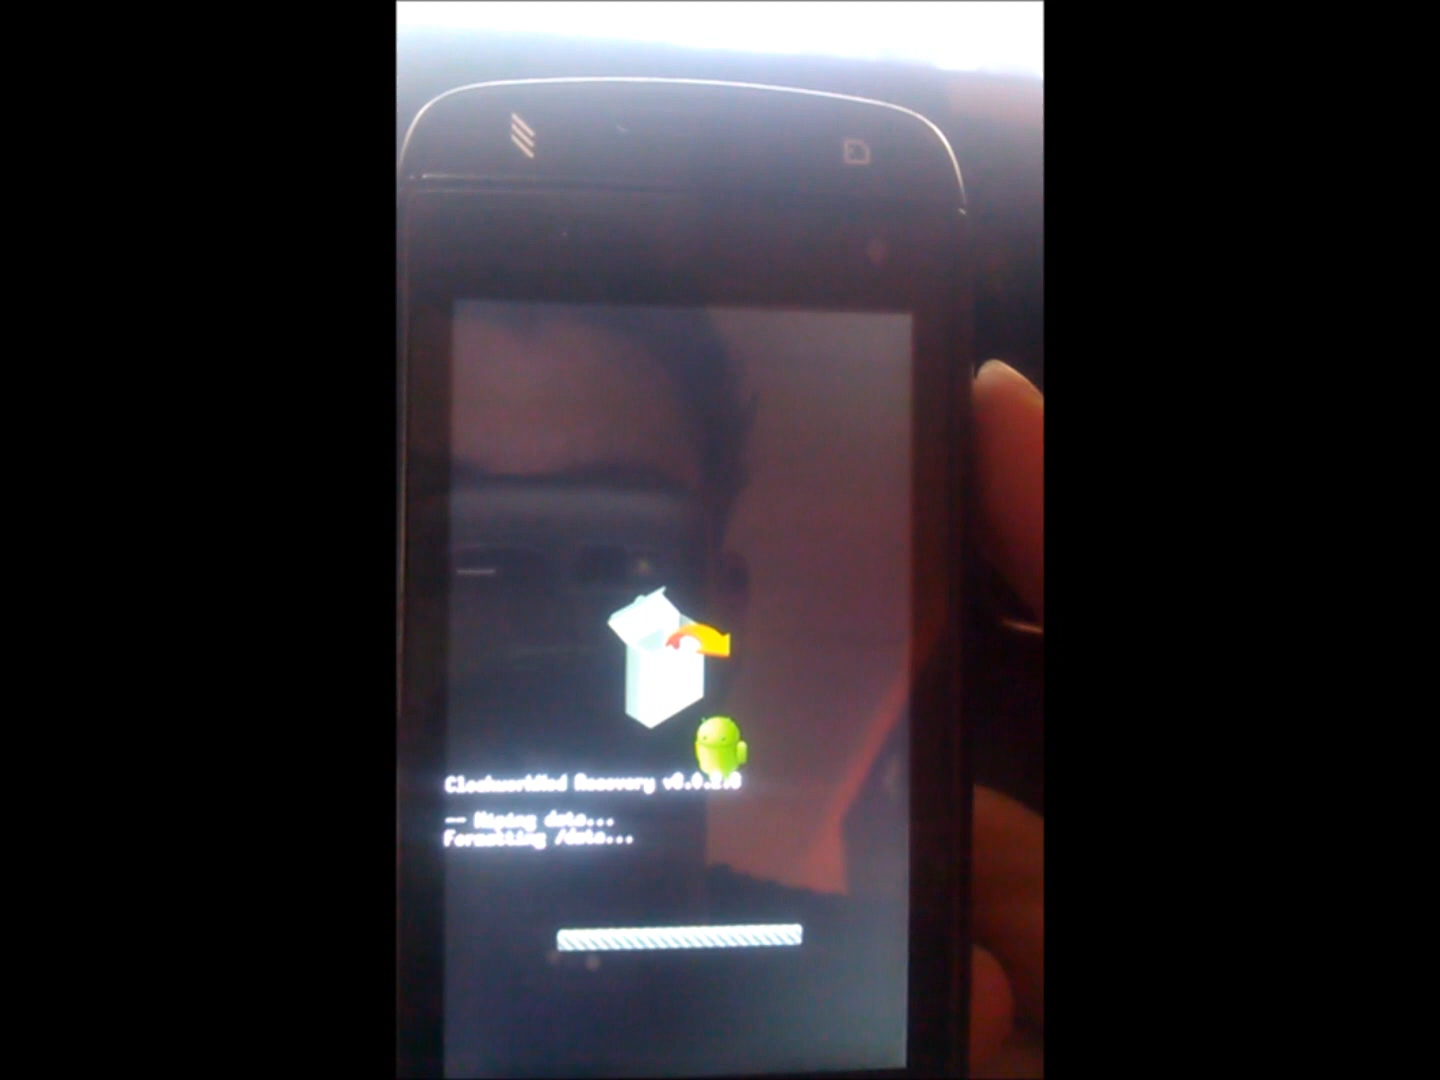 ClockworkMod Recovery
-- Wiping data...
Formatting /data...